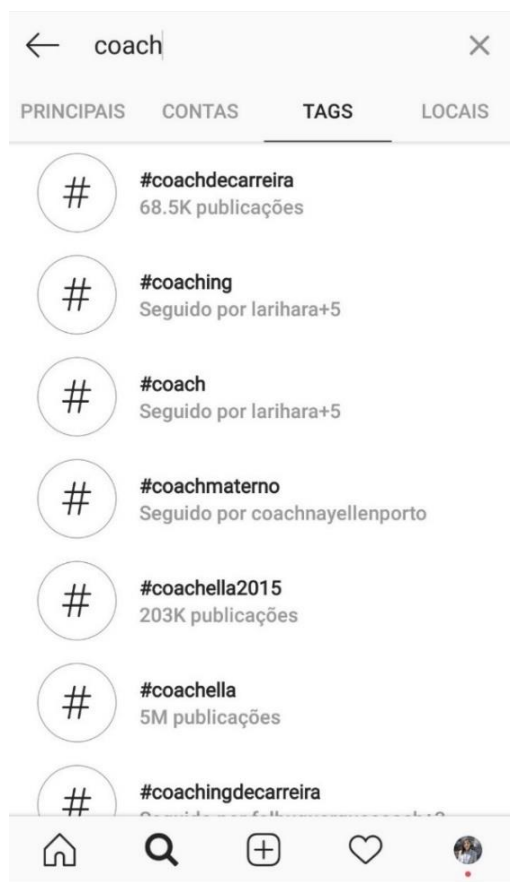 coach
PRINCIPAIS CONTAS TAGS LOCAIS
#coachdecarreira
68.5K publicações
#coaching
Seguido por larihara+5
#coach
Seguido por larihara+5
#coachmaterno
Seguido por coachnayellenporto
#coachella2015
203K publicações
#coachella
5M publicações
#coachingdecarreira